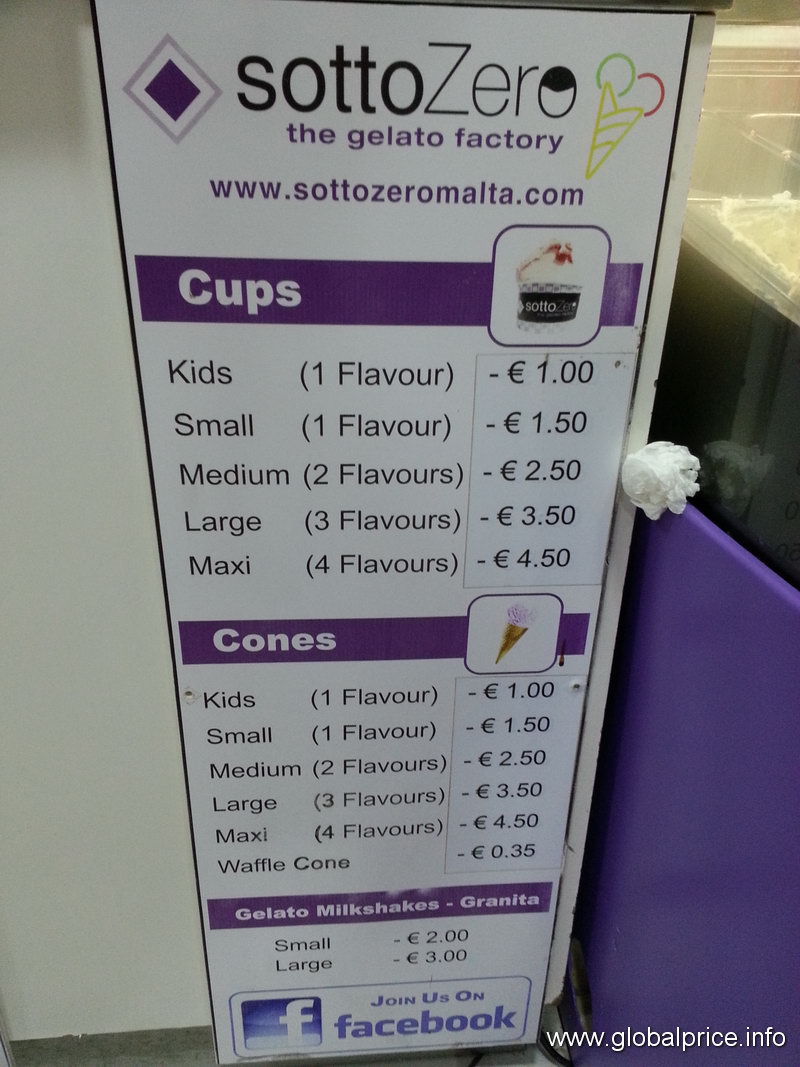 sottoZero
the gelato factory
www.sottozeromalta.com
Cups
sottoZero
Kids (1 Flavour) - € 1.00
Small (1 Flavour) - € 1.50
Medium (2 Flavours) - € 2.50
Large (3 Flavours) - € 3.50
Maxi (4 Flavours) - € 4.50
Cones
Kids (1 Flavour) - € 1.00
Small (1 Flavour) - € 1.50
Medium (2 Flavours) - € 2.50
Large (3 Flavours) - € 3.50
Maxi (4 Flavours) - € 4.50
Waffle Cone - € 0.35
Gelato Milkshakes - Granita
Small - € 2.00
Large - € 3.00
f
Join Us On
facebook
www.globalprice.info